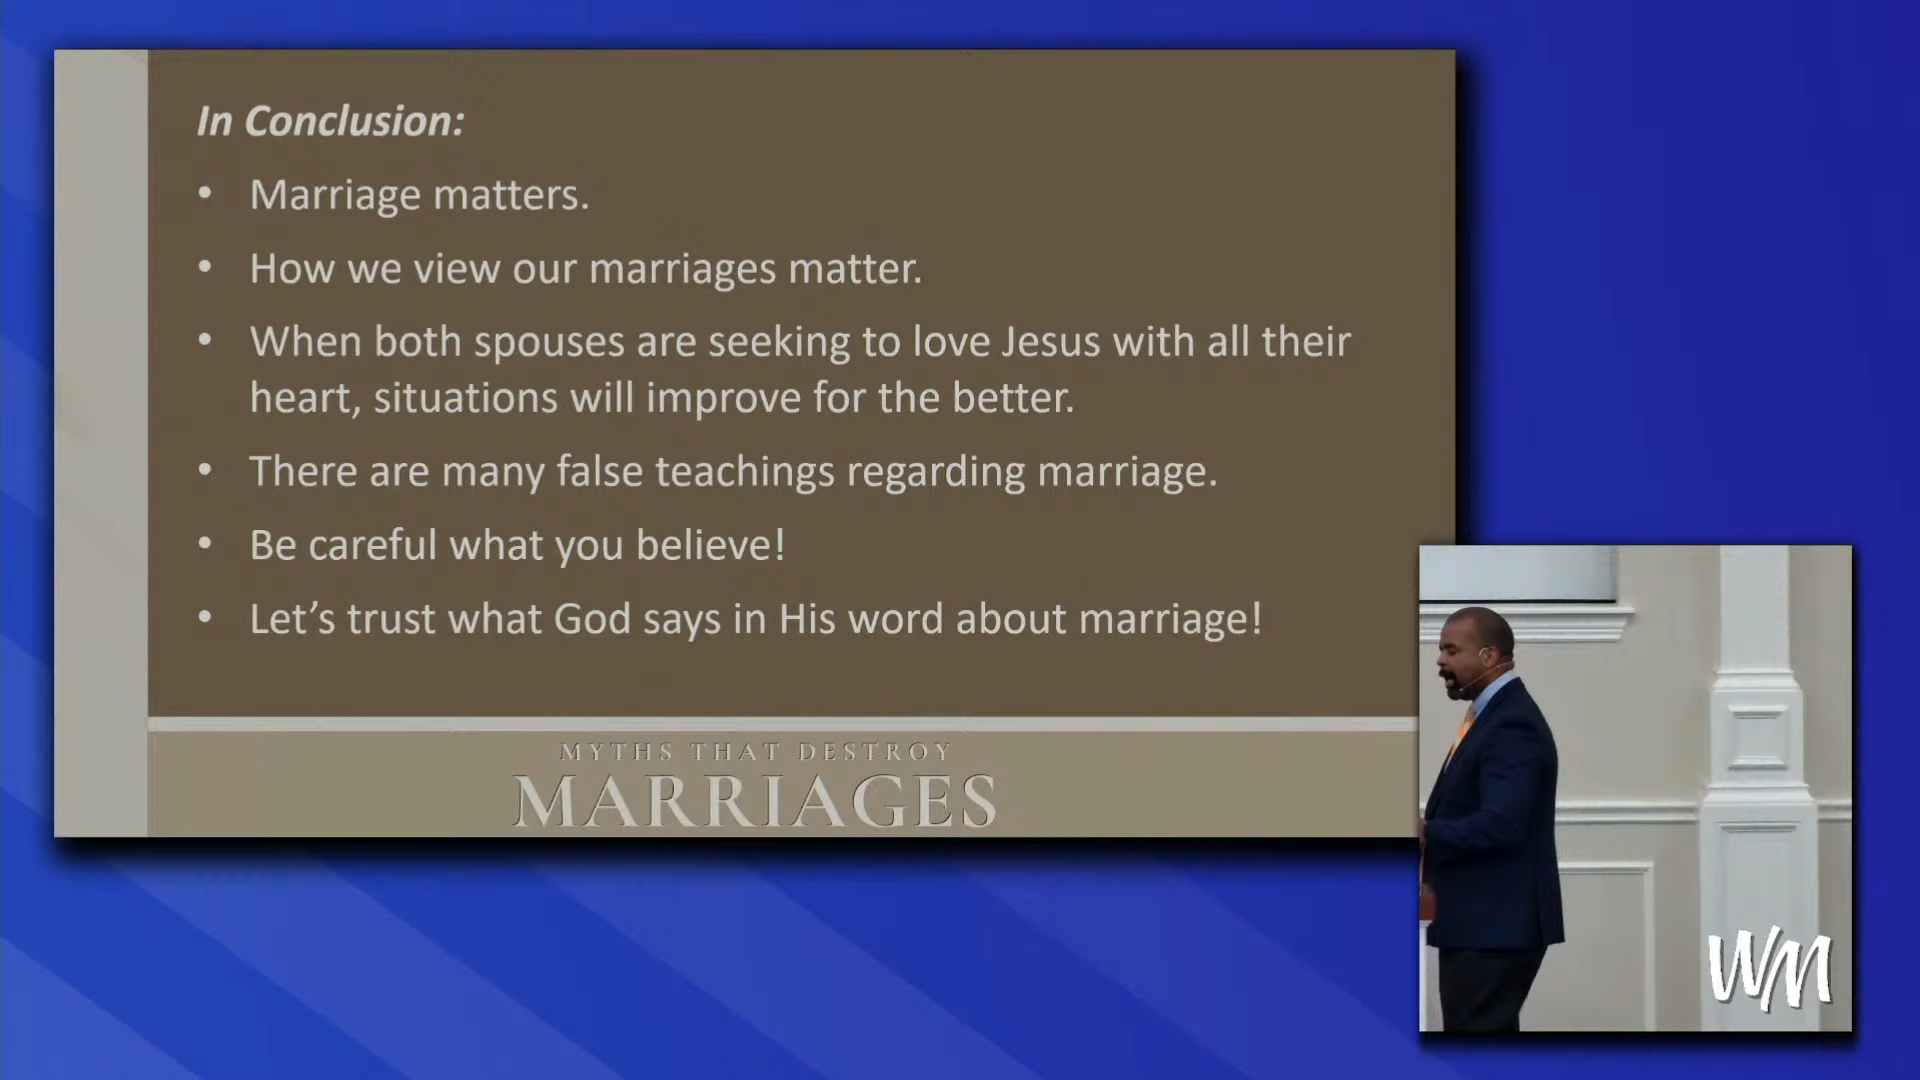 In Conclusion:
• Marriage matters.
• How we view our marriages matter.
• When both spouses are seeking to love Jesus with all their
heart, situations will improve for the better.
• There are many false teachings regarding marriage.
• Be careful what you believe!
• Let’s trust what God says in His word about marriage!
MYTHS THAT DESTROY
MARRIAGES
WM